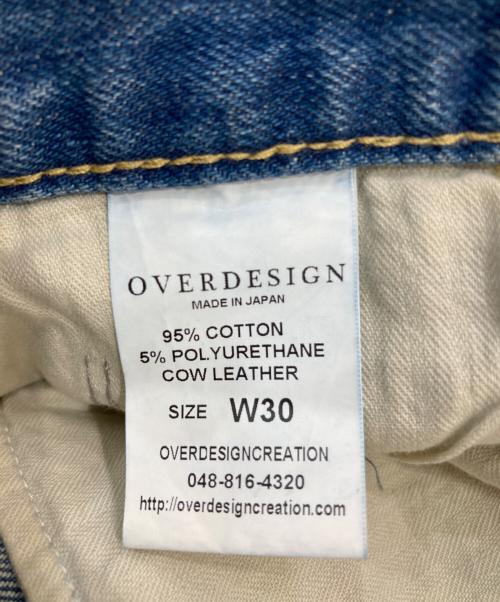 OVERDESIGN
MADE IN JAPAN
95% COTTON
5% POLYURETHANE
COW LEATHER
SIZE W30
OVERDESIGNCREATION
048-816-4320
http://overdesigncreation.com